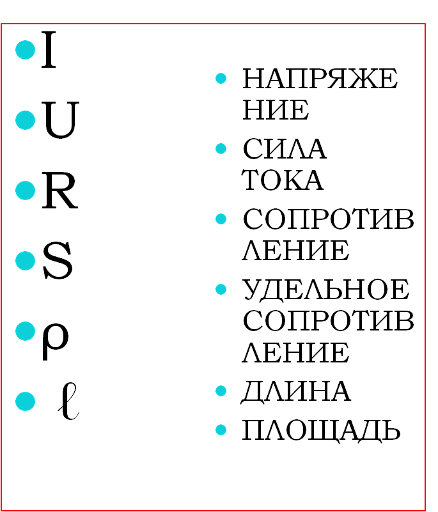 I
U
R
S
ρ
ℓ
НАПРЯЖЕ
НИЕ
СИЛА
ТОКА
СОПРОТИВ
ЛЕНИЕ
УДЕЛЬНОЕ
СОПРОТИВ
ЛЕНИЕ
ДЛИНА
ПЛОЩАДЬ